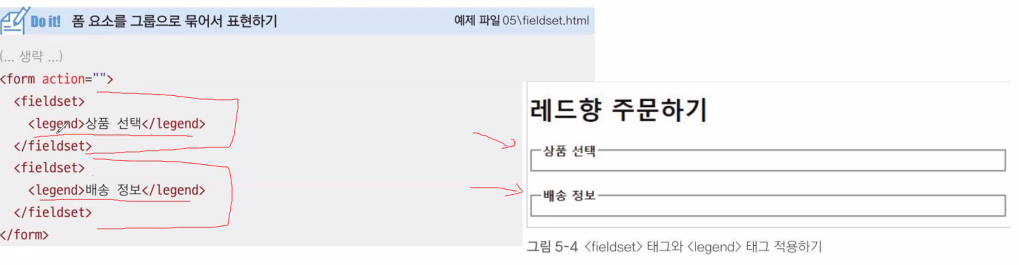 Do it! 폼 요소를 그룹으로 묶어서 표현하기
예제 파일 05\fieldset.html
(... 생략 ...)
<form action="">
<fieldset>
<legend>상품 선택</legend>
</fieldset>
<fieldset>
<legend>배송 정보</legend>
</fieldset>
</form>
레드향 주문하기
상품 선택
배송 정보
그림 5-4 <fieldset> 태그와 <legend> 태그 적용하기